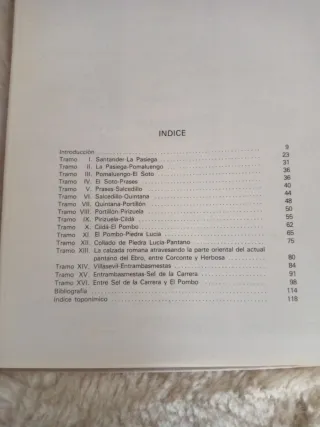 INDICE
Introducción 9
Tramo I. Santander-La Pasiega 23
Tramo II. La Pasiega-Pomaluengo 31
Tramo III. Pomaluengo-El Soto 36
Tramo IV. El Soto-Prases 36
Tramo V. Prases-Salcedillo 40
Tramo VI. Salcedillo-Quintana 44
Tramo VII. Quintana-Portillón 48
Tramo VIII. Portillón-Pirizuela 50
Tramo IX. Pirizuela-Cildá 55
Tramo X. Cildá-El Pombo 62
Tramo XI. El Pombo-Piedra Lucía 65
Tramo XII. Collado de Piedra Lucía-Pantano 75
Tramo XIII. La calzada romana atravesando la parte oriental del actual
pantano del Ebro, entre Corconte y Herbosa 80
Tramo XIV. Villasevil-Entrambasmestas 84
Tramo XV. Entrambasmestas-Sel de la Carrera 91
Tramo XVI. Entre Sel de la Carrera y El Pombo 98
Bibliografía 114
Indice toponímico 118